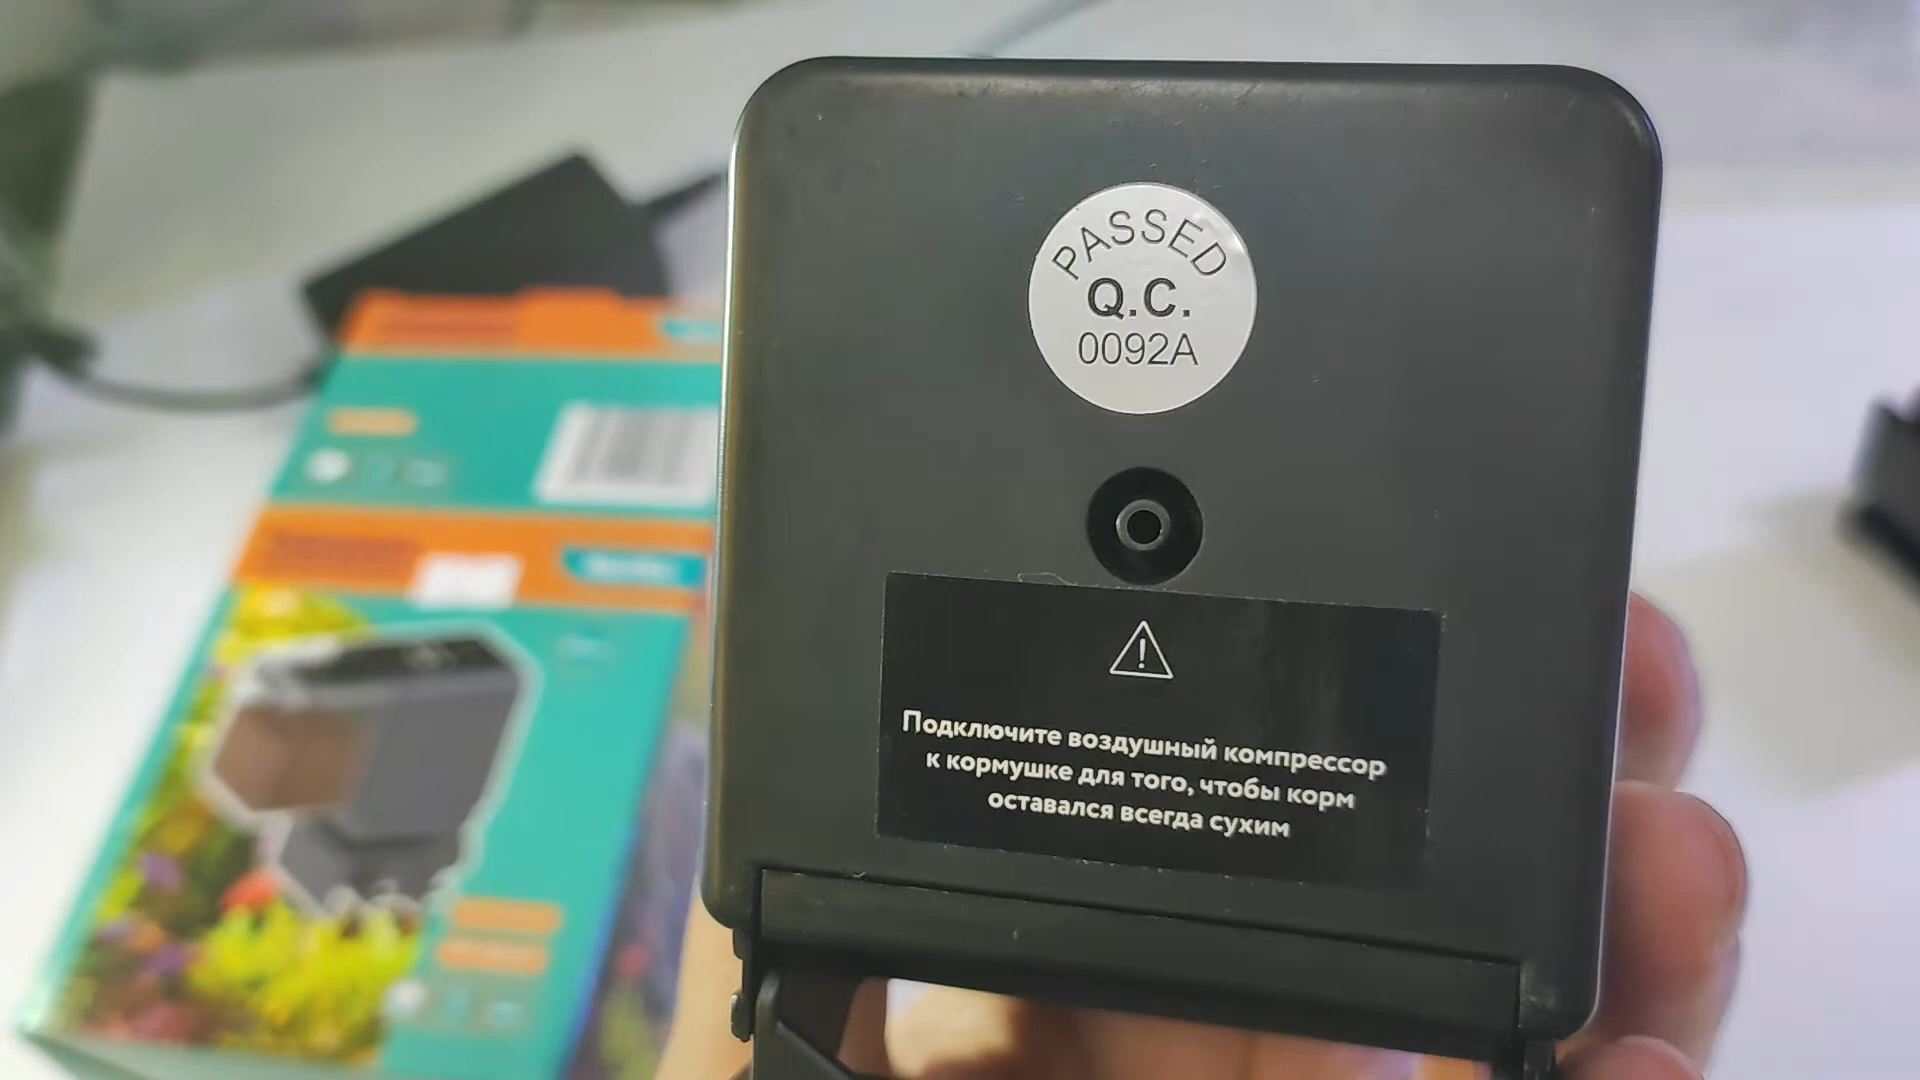 PASSED
Q.C.
0092A
Подключите воздушный компрессор
к кормушке для того, чтобы корм
оставался всегда сухим